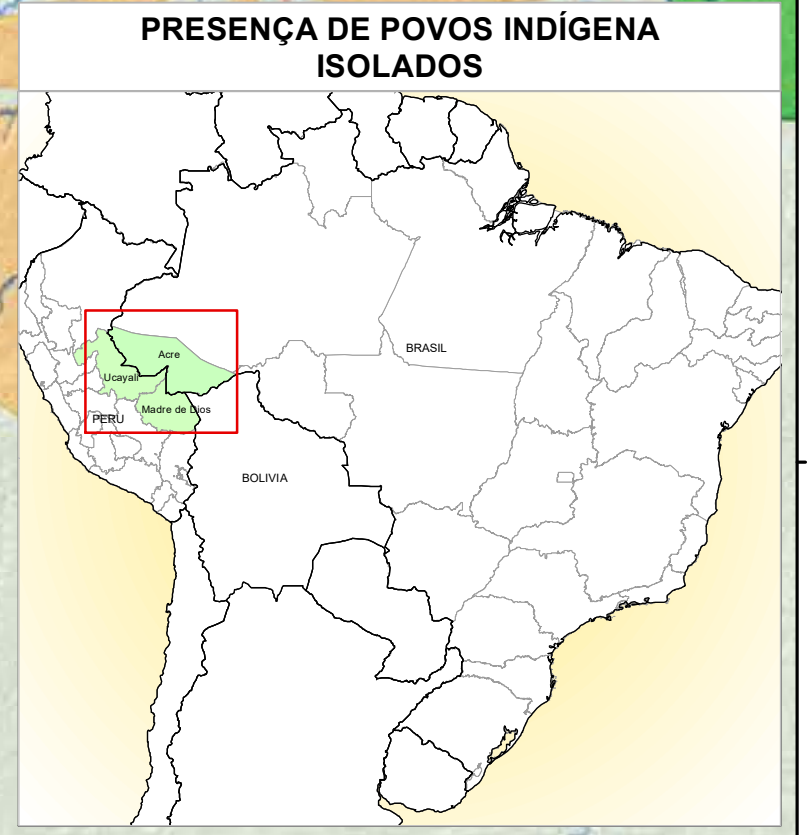 PRESENÇA DE POVOS INDÍGENA
ISOLADOS
BRASIL
Acre
Ucayali
Madre de Dios
PERU
BOLIVIA